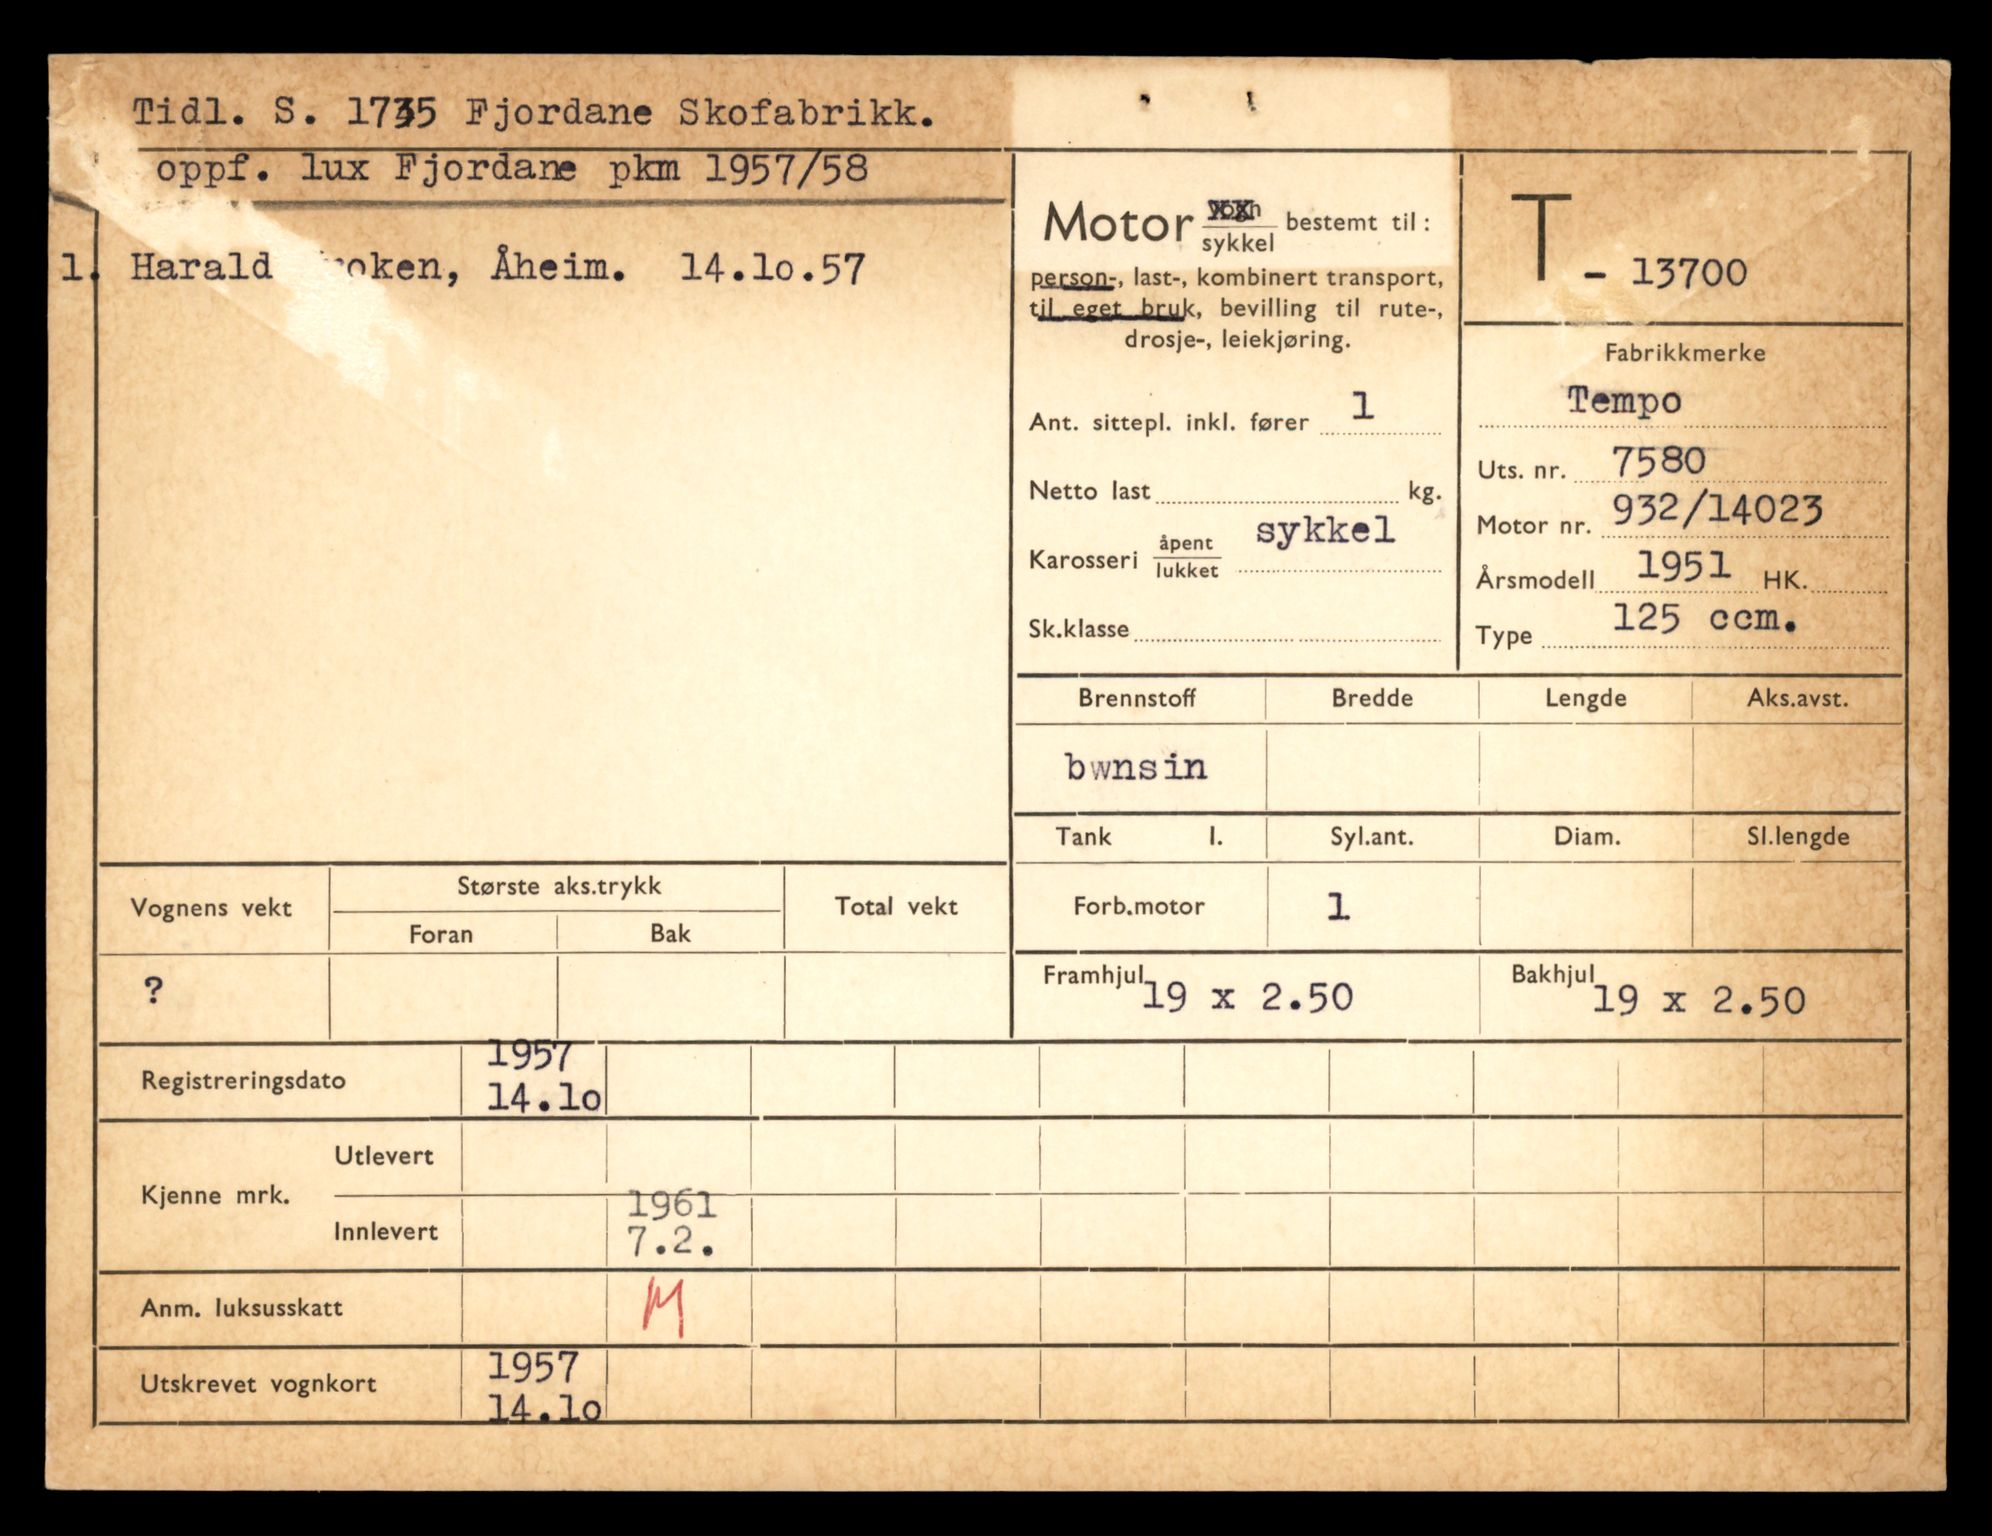 Tidl. S. 1735 Fjordane Skofabrikk.
oppf. lux Fjordane pkm 1957/58
1. Harald Åheim. 14.lo.57
Motor vogn/sykkel bestemt til:
person-, last-, kombinert transport,
til eget bruk, bevilling til rute-,
drosje-, leiekjøring.
Ant. sittepl. inkl. fører 1
Netto last kg.
Karosseri åpent/lukket sykkel
Sk.klasse
T - 13700
Fabrikkmerke
Tempo
Uts. nr. 7580
Motor nr. 932/14023
Årsmodell 1951 HK.
Type 125 ccm.
Brennstoff Bredde Lengde Aks.avst.
bwnsin
Tank l. Syl.ant. Diam. Sl.lengde
Forb.motor 1
Framhjul 19 x 2.50 Bakhjul 19 x 2.50
Vognens vekt Største aks.trykk Total vekt
Foran Bak
?
Registreringsdato 1957
14.lo
Kjenne mrk. Utlevert
Innlevert 1961
7.2.
Anm. luksusskatt M
Utskrevet vognkort 1957
14.lo